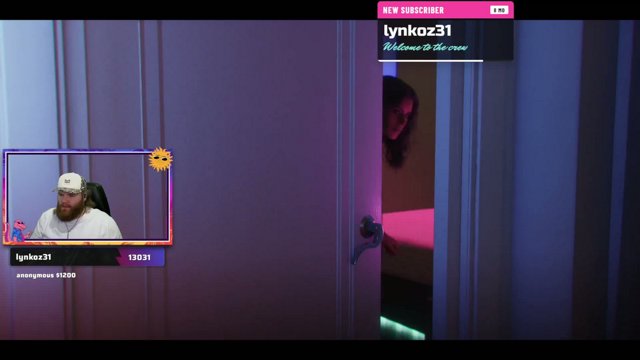 NEW SUBSCRIBER
8 MO
lynkoz31
Welcome to the crew
lynkoz31
13031
anonymous $1200